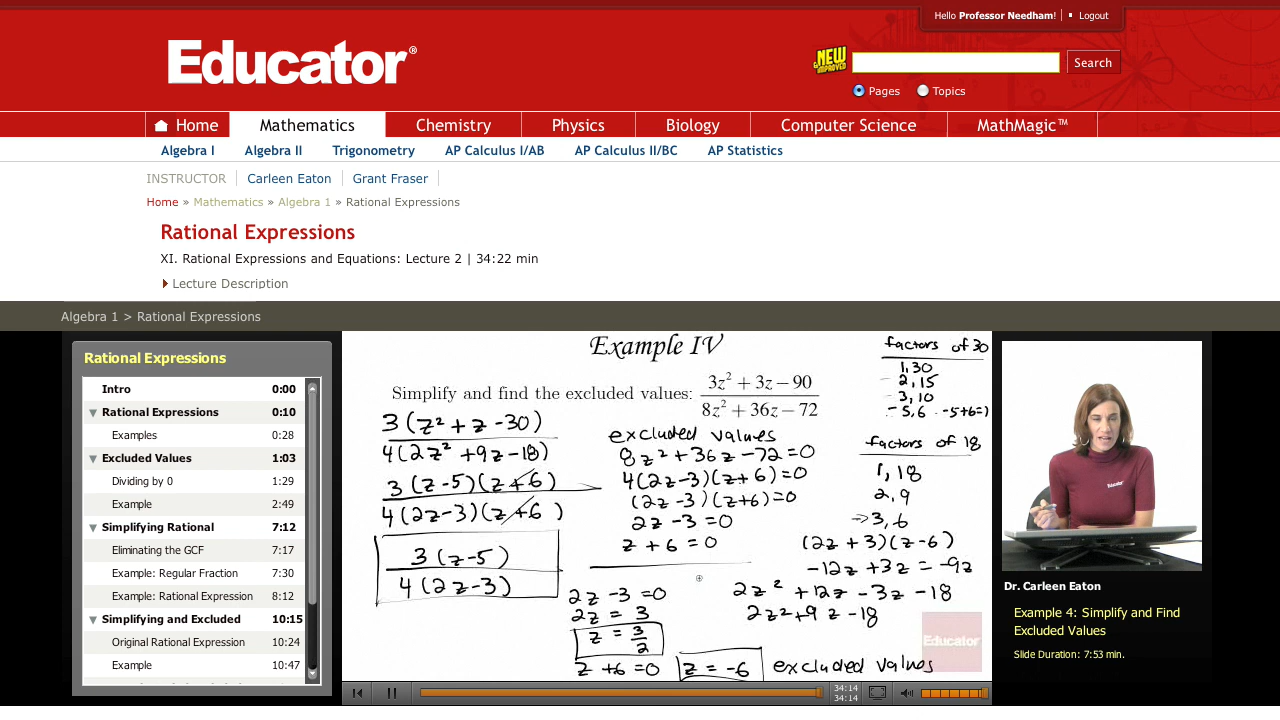 Hello Professor Needham! Logout
Educator®
NEW & IMPROVED
Search
Pages Topics
Home Mathematics Chemistry Physics Biology Computer Science MathMagic™
Algebra I Algebra II Trigonometry AP Calculus I/AB AP Calculus II/BC AP Statistics
INSTRUCTOR Carleen Eaton Grant Fraser
Home » Mathematics » Algebra 1 » Rational Expressions
Rational Expressions
XI. Rational Expressions and Equations: Lecture 2 | 34:22 min
Lecture Description
Algebra 1 > Rational Expressions
Rational Expressions
Intro 0:00
Rational Expressions 0:10
Examples 0:28
Excluded Values 1:03
Dividing by 0 1:29
Example 2:49
Simplifying Rational 7:12
Eliminating the GCF 7:17
Example: Regular Fraction 7:30
Example: Rational Expression 8:12
Simplifying and Excluded 10:15
Original Rational Expression 10:24
Example 10:47
Example IV
Simplify and find the excluded values: 3z² + 3z − 90
8z² + 36z − 72
3(z² + z - 30)
4(2z² + 9z - 18)
3(z-5)(z+6)
4(2z-3)(z+6)
3(z-5)
4(2z-3)
excluded values
8z² + 36z - 72 = 0
4(2z-3)(z+6) = 0
(2z-3)(z+6) = 0
2z - 3 = 0
z + 6 = 0
2z - 3 = 0
2z = 3
z = 3/2
z + 6 = 0 z = -6 excluded values
factors of 30
1, 30
- 2, 15
- 3, 10
- 5, 6 -5+6=1
factors of 18
1, 18
2, 9
→ 3, 6
(2z + 3)(z - 6)
-12z + 3z = -9z
2z² + 12z - 3z - 18
2z² + 9z - 18
Educator
34:14
34:14
Educator
Dr. Carleen Eaton
Example 4: Simplify and Find
Excluded Values
Slide Duration: 7:53 min.